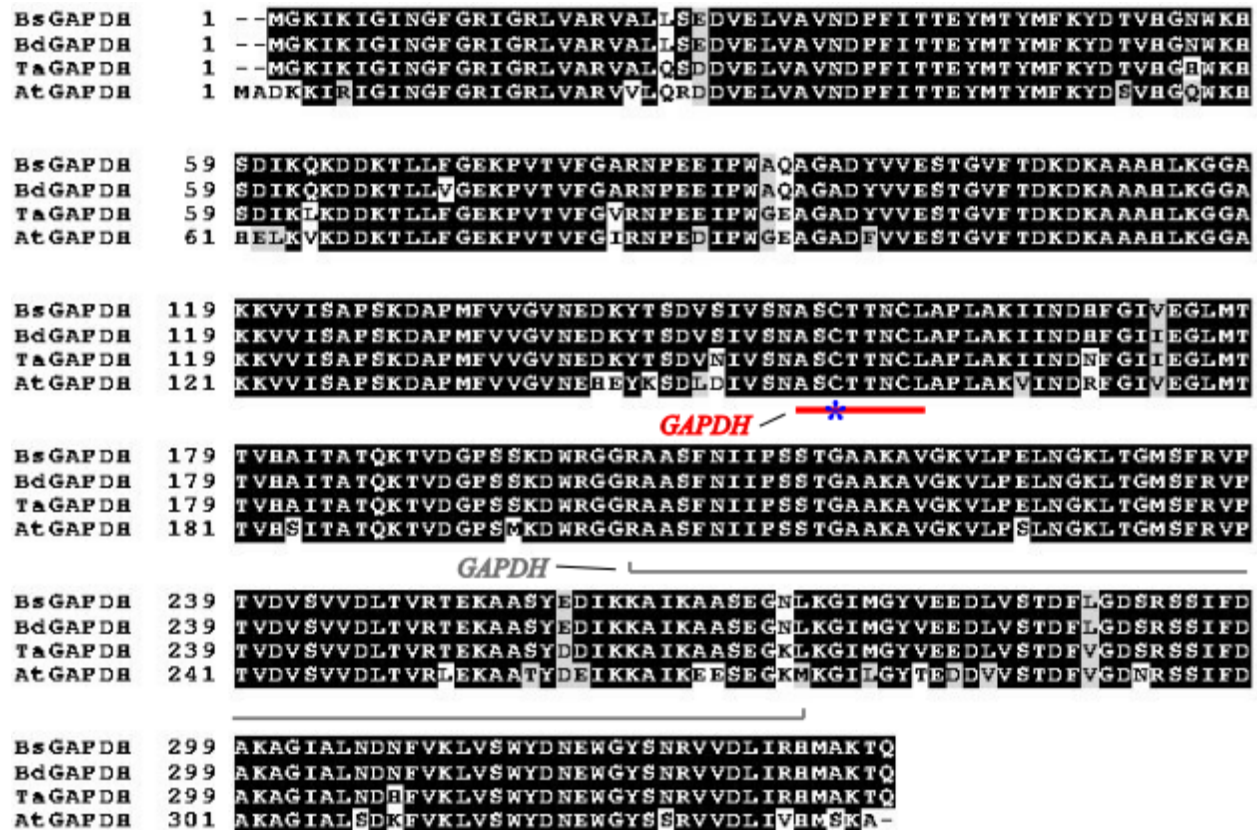 BsGAPDH 1 --MGKIKIGINGFGRIGRLVARVALLSEDVELVAVNDPFITTEYMTYMFKYDTVHGNWKH
BdGAPDH 1 --MGKIKIGINGFGRIGRLVARVALLSEDVELVAVNDPFITTEYMTYMFKYDTVHGNWKH
TaGAPDH 1 --MGKIKIGINGFGRIGRLVARVALQSDDVELVAVNDPFITTEYMTYMFKYDTVHGHWKH
AtGAPDH 1 MADKKIRIGINGFGRIGRLVARVVLQRDDVELVAVNDPFITTEYMTYMFKYDSVHGQWKH
BsGAPDH 59 SDIKQKDDKTLLFGEKPVTVFGARNPEEIPWAQAGADYVVESTGVFTDKDKAAAHLKGGA
BdGAPDH 59 SDIKQKDDKTLLVGEKPVTVFGARNPEEIPWAQAGADYVVESTGVFTDKDKAAAHLKGGA
TaGAPDH 59 SDIKLKDDKTLLFGEKPVTVFGVRNPEEIPWGEAGADYVVESTGVFTDKDKAAAHLKGGA
AtGAPDH 61 HELKVKDDKTLLFGEKPVTVFGIRNPEDIPWGEAGADFVVESTGVFTDKDKAAAHLKGGA
BsGAPDH 119 KKVVISAPSKDAPMFVVGVNEDKYTSDVSIVSNASCTTNCLAPLAKIINDHFGIVEGLMT
BdGAPDH 119 KKVVISAPSKDAPMFVVGVNEDKYTSDVSIVSNASCTTNCLAPLAKIINDHFGIIEGLMT
TaGAPDH 119 KKVVISAPSKDAPMFVVGVNEDKYTSDVNIVSNASCTTNCLAPLAKIINDNFGIIEGLMT
AtGAPDH 121 KKVVISAPSKDAPMFVVGVNEHEYKSDLDIVSNASCTTNCLAPLAKVINDRFGIVEGLMT
GAPDH *
BsGAPDH 179 TVHAITATQKTVDGPSSKDWRGGRAASFNIIPSSTGAAKAVGKVLPELNGKLTGMSFRVP
BdGAPDH 179 TVHAITATQKTVDGPSSKDWRGGRAASFNIIPSSTGAAKAVGKVLPELNGKLTGMSFRVP
TaGAPDH 179 TVHAITATQKTVDGPSSKDWRGGRAASFNIIPSSTGAAKAVGKVLPELNGKLTGMSFRVP
AtGAPDH 181 TVHSITATQKTVDGPSMKDWRGGRAASFNIIPSSTGAAKAVGKVLPSLNGKLTGMSFRVP
GAPDH
BsGAPDH 239 TVDVSVVDLTVRTEKAASYEDIKKAIKAASEGNLKGIMGYVEEDLVSTDFLGDSRSSIFD
BdGAPDH 239 TVDVSVVDLTVRTEKAASYEDIKKAIKAASEGNLKGIMGYVEEDLVSTDFLGDSRSSIFD
TaGAPDH 239 TVDVSVVDLTVRTEKAASYDDIKKAIKAASEGKLKGIMGYVEEDLVSTDFVGDSRSSIFD
AtGAPDH 241 TVDVSVVDLTVRLEKAATYDEIKKAIKEESEGKMKGILGYTEDDVVSTDFVGDNRSSIFD
BsGAPDH 299 AKAGIALNDNFVKLVSWYDNEWGYSNRVVDLIRHMAKTQ
BdGAPDH 299 AKAGIALNDNFVKLVSWYDNEWGYSNRVVDLIRHMAKTQ
TaGAPDH 299 AKAGIALNDHFVKLVSWYDNEWGYSNRVVDLIRHMAKTQ
AtGAPDH 301 AKAGIALSDKFVKLVSWYDNEWGYSSRVVDLIVHMSKA-